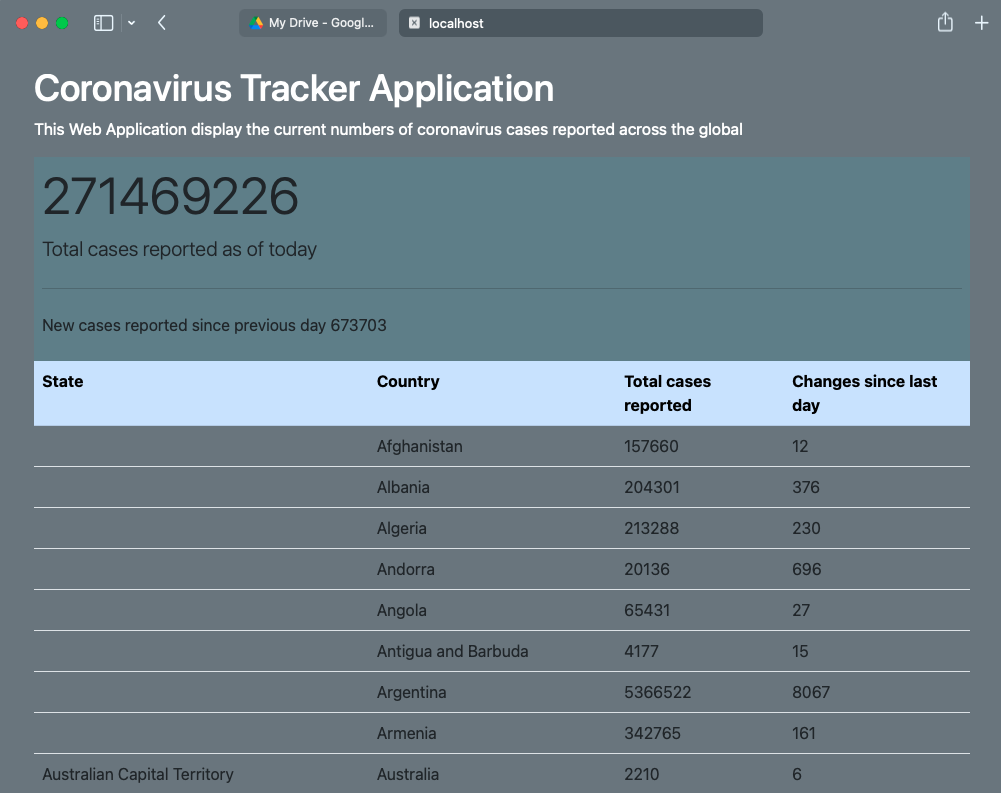 My Drive - Googl...
localhost
Coronavirus Tracker Application
This Web Application display the current numbers of coronavirus cases reported across the global
271469226
Total cases reported as of today
New cases reported since previous day 673703
State Country Total cases reported Changes since last day
Afghanistan 157660 12
Albania 204301 376
Algeria 213288 230
Andorra 20136 696
Angola 65431 27
Antigua and Barbuda 4177 15
Argentina 5366522 8067
Armenia 342765 161
Australian Capital Territory Australia 2210 6